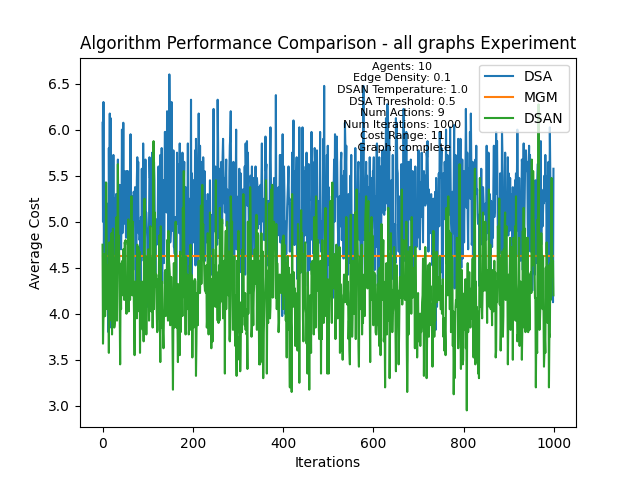 Algorithm Performance Comparison - all graphs Experiment
Agents: 10
Edge Density: 0.1
DSAN Temperature: 1.0
DSA Threshold: 0.5
Num Actions: 9
Num Iterations: 1000
Cost Range: 11
Graph: complete
DSA
MGM
DSAN
Average Cost
6.5
6.0
5.5
5.0
4.5
4.0
3.5
3.0
0
200
400
600
800
1000
Iterations